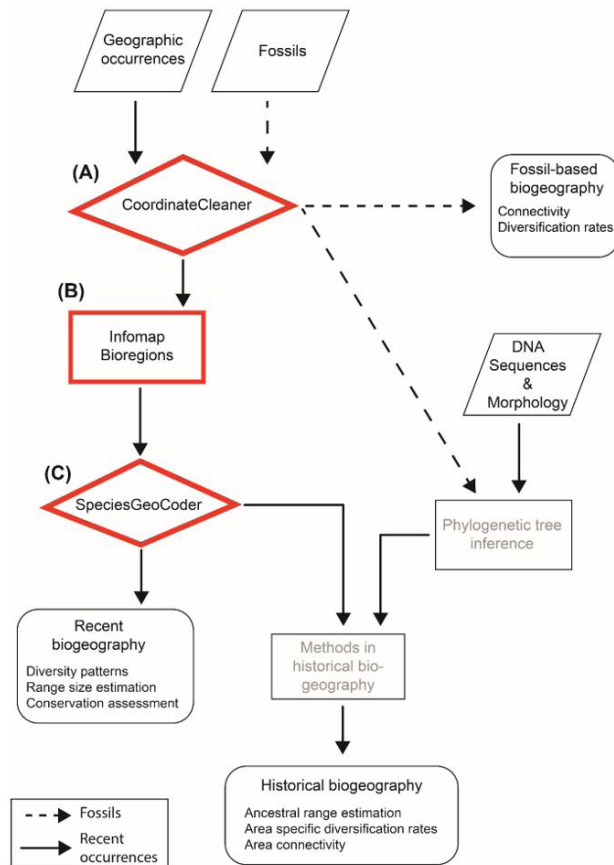 Geographic
occurrences
Fossils
(A)
CoordinateCleaner
Fossil-based
biogeography
Connectivity
Diversification rates
(B)
Infomap
Bioregions
DNA
Sequences
&
Morphology
(C)
SpeciesGeoCoder
Phylogenetic tree
inference
Recent
biogeography
Diversity patterns
Range size estimation
Conservation assessment
Methods in
historical bio-
geography
Historical biogeography
Ancestral range estimation
Area specific diversification rates
Area connectivity
Fossils
Recent
occurrences